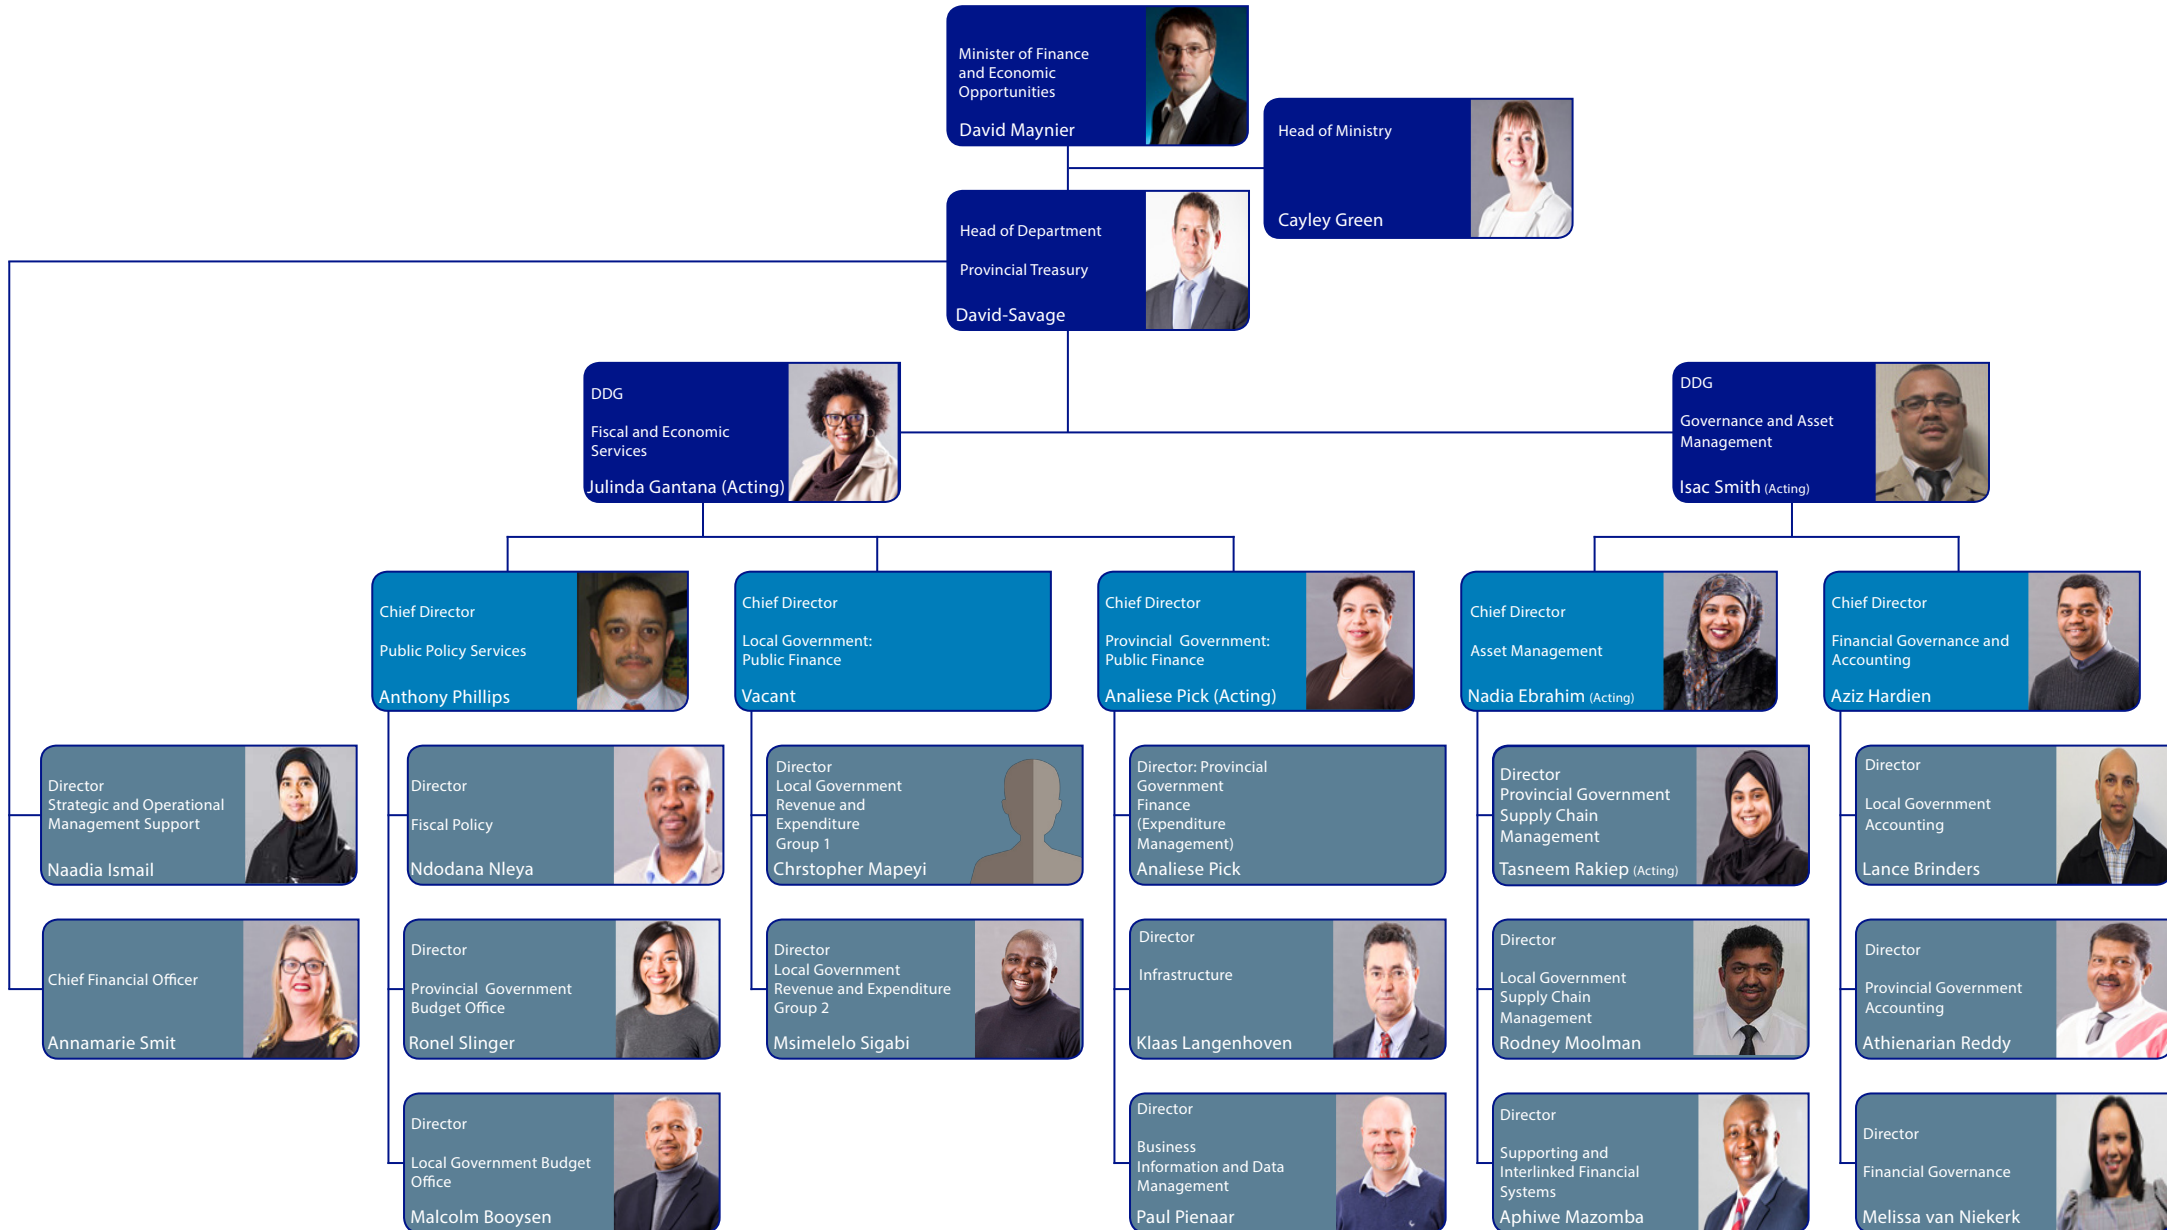 Minister of Finance
and Economic
Opportunities
David Maynier
Head of Ministry
Cayley Green
Head of Department
Provincial Treasury
David-Savage
DDG
Fiscal and Economic
Services
Julinda Gantana (Acting)
DDG
Governance and Asset
Management
Isac Smith (Acting)
Chief Director
Public Policy Services
Anthony Phillips
Chief Director
Local Government:
Public Finance
Vacant
Chief Director
Provincial Government:
Public Finance
Analiese Pick (Acting)
Chief Director
Asset Management
Nadia Ebrahim (Acting)
Chief Director
Financial Governance and
Accounting
Aziz Hardien
Director
Strategic and Operational
Management Support
Naadia Ismail
Director
Fiscal Policy
Ndodana Nleya
Director
Local Government
Revenue and
Expenditure
Group 1
Chrstopher Mapeyi
Director: Provincial
Government
Finance
(Expenditure
Management)
Analiese Pick
Director
Provincial Government
Supply Chain
Management
Tasneem Rakiep (Acting)
Director
Local Government
Accounting
Lance Brinders
Chief Financial Officer
Annamarie Smit
Director
Provincial Government
Budget Office
Ronel Slinger
Director
Local Government
Revenue and Expenditure
Group 2
Msimelelo Sigabi
Director
Infrastructure
Klaas Langenhoven
Director
Local Government
Supply Chain
Management
Rodney Moolman
Director
Provincial Government
Accounting
Athienarian Reddy
Director
Local Government Budget
Office
Malcolm Booysen
Director
Business
Information and Data
Management
Paul Pienaar
Director
Supporting and
Interlinked Financial
Systems
Aphiwe Mazomba
Director
Financial Governance
Melissa van Niekerk